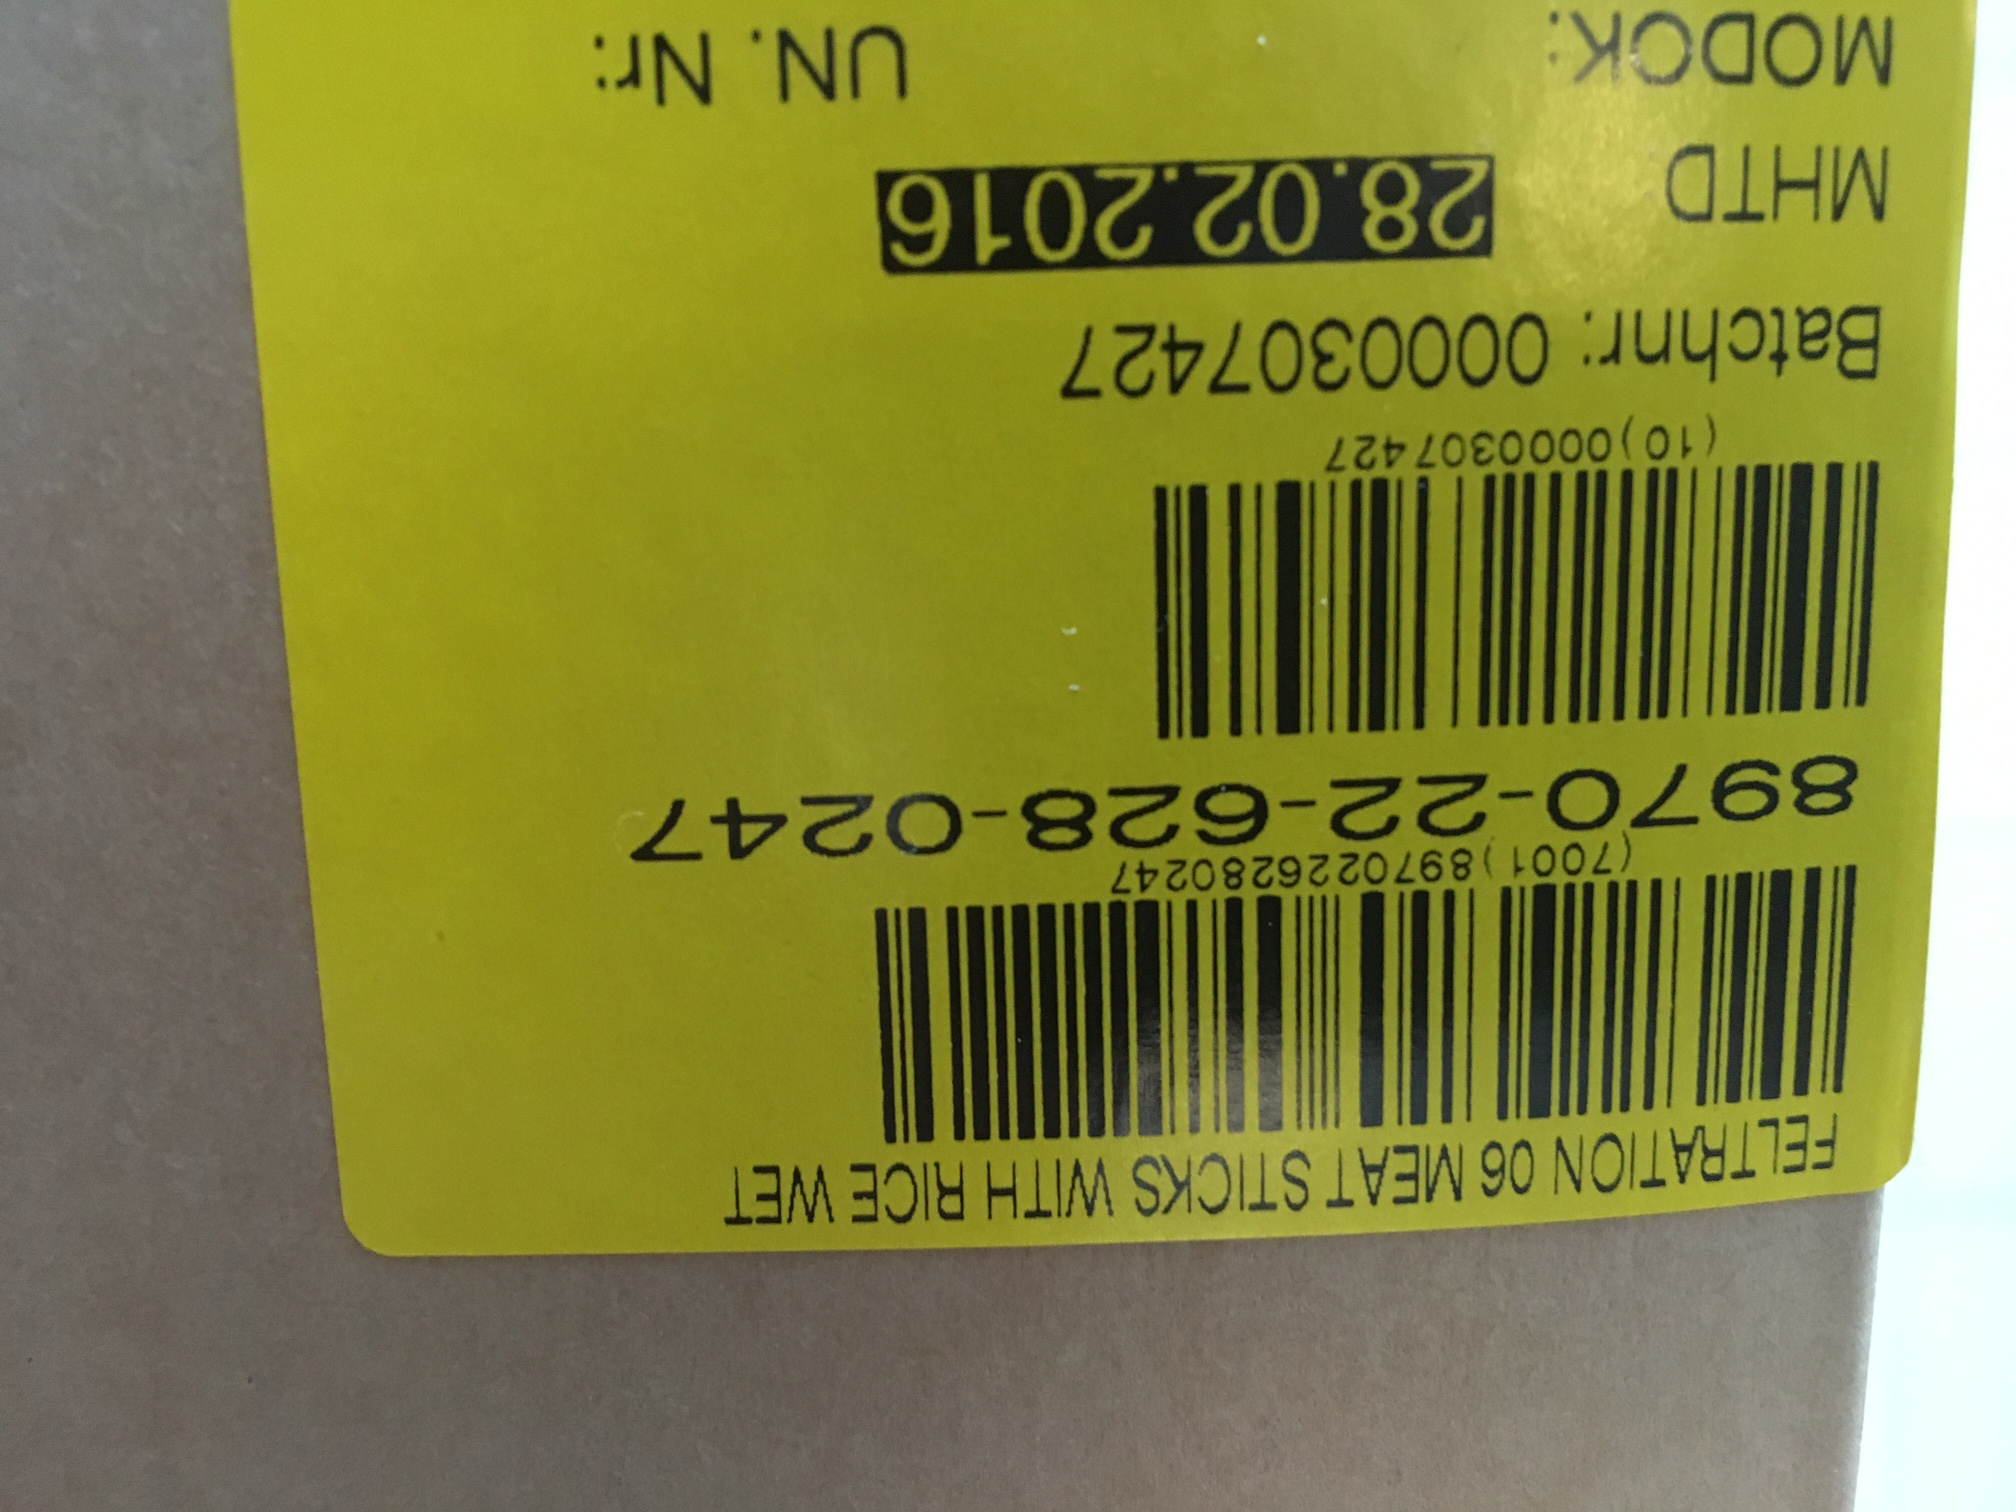 FELTRATION 06 MEAT STICKS WITH RICE WET
(7001)8970226280247
8970-22-628-0247
(10)0000307427
Batchnr: 0000307427
MHTD 28.02.2016
MODOK: UN. Nr: